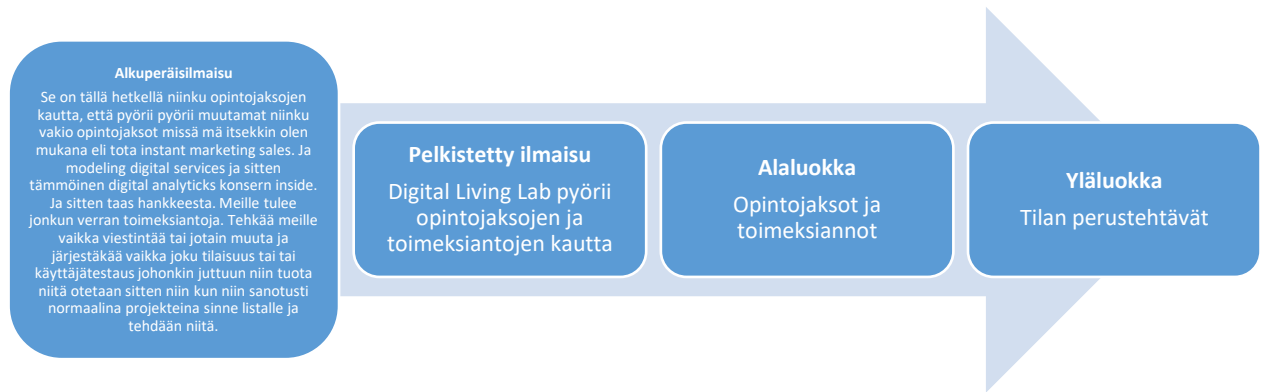 Alkuperäisilmaisu
Se on tällä hetkellä niinku opintojaksojen
kautta, että pyörii pyörii muutamat niinku
vakio opintojaksot missä mä itsekkin olen
mukana eli tota instant marketing sales. Ja
modeling digital services ja sitten
tämmöinen digital analyticks konsern inside.
Ja sitten taas hankkeesta. Meille tulee
jonkun verran toimeksiantoja. Tehkää meille
vaikka viestintää tai jotain muuta ja
järjestäkää vaikka joku tilaisuus tai tai
käyttäjätestaus johonkin juttuun niin tuota
niitä otetaan sitten niin kun niin sanotusti
normaalina projekteina sinne listalle ja
tehdään niitä.
Pelkistetty ilmaisu
Digital Living Lab pyörii
opintojaksojen ja
toimeksiantojen kautta
Alaluokka
Opintojaksot ja
toimeksiannot
Yläluokka
Tilan perustehtävät